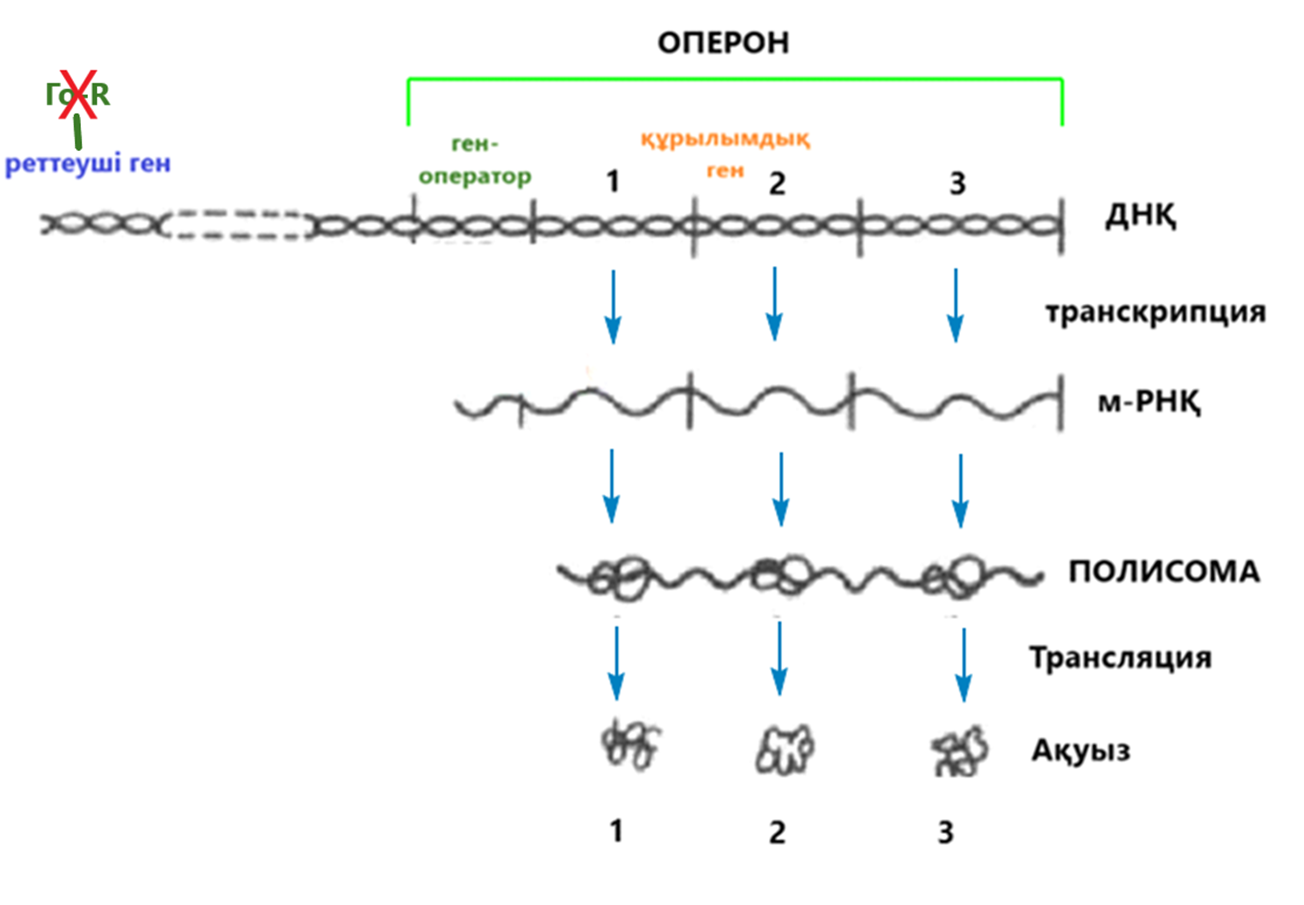 ОПЕРОН
Го-R
реттеуші ген
ген-
оператор
құрылымдық
ген
1 2 3
ДНҚ
транскрипция
м-РНҚ
ПОЛИСОМА
Трансляция
Ақуыз
1 2 3